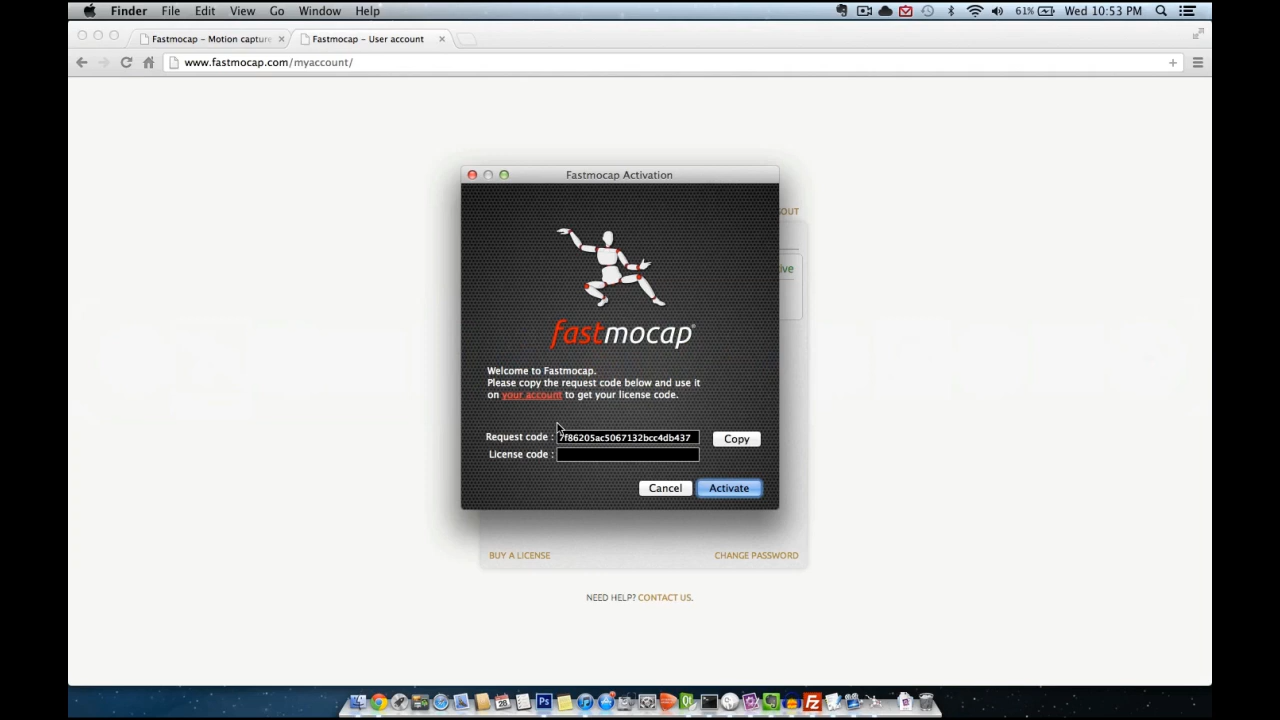 Finder File Edit View Go Window Help 61% Wed 10:53 PM
Fastmocap – Motion capture Fastmocap – User account
www.fastmocap.com/myaccount/
Fastmocap Activation
OUT
ive
fastmocap
Welcome to Fastmocap.
Please copy the request code below and use it
on your account to get your license code.
Request code : 7f86205ac5067132bcc4db437 Copy
License code :
Cancel Activate
BUY A LICENSE CHANGE PASSWORD
NEED HELP? CONTACT US.